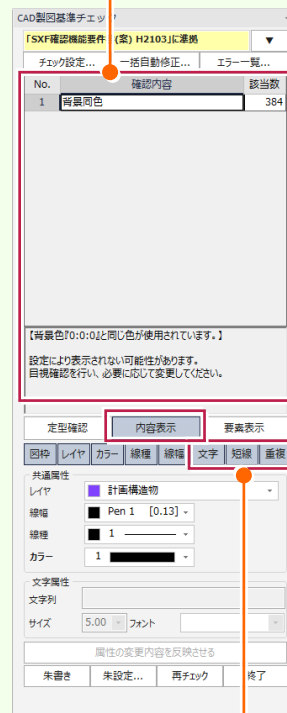 CAD製図基準チェック
「SXF確認機能要件書(案) H2103」に準拠 ▼
チェック設定... 一括自動修正... エラー一覧...
No. 確認内容 該当数
1 背景同色 384
【背景色『0:0:0』と同じ色が使用されています。】
設定により表示されない可能性があります。
目視確認を行い、必要に応じて変更してください。
定型確認 内容表示 要素表示
図枠 レイヤ カラー 線種 線幅 文字 短線 重複
共通属性
レイヤ 計画構造物
線幅 Pen 1 [0.13]
線種 1
カラー 1
文字属性
文字列
サイズ 5.00 フォント
属性の変更内容を反映させる
朱書き 朱設定... 再チェック 終了